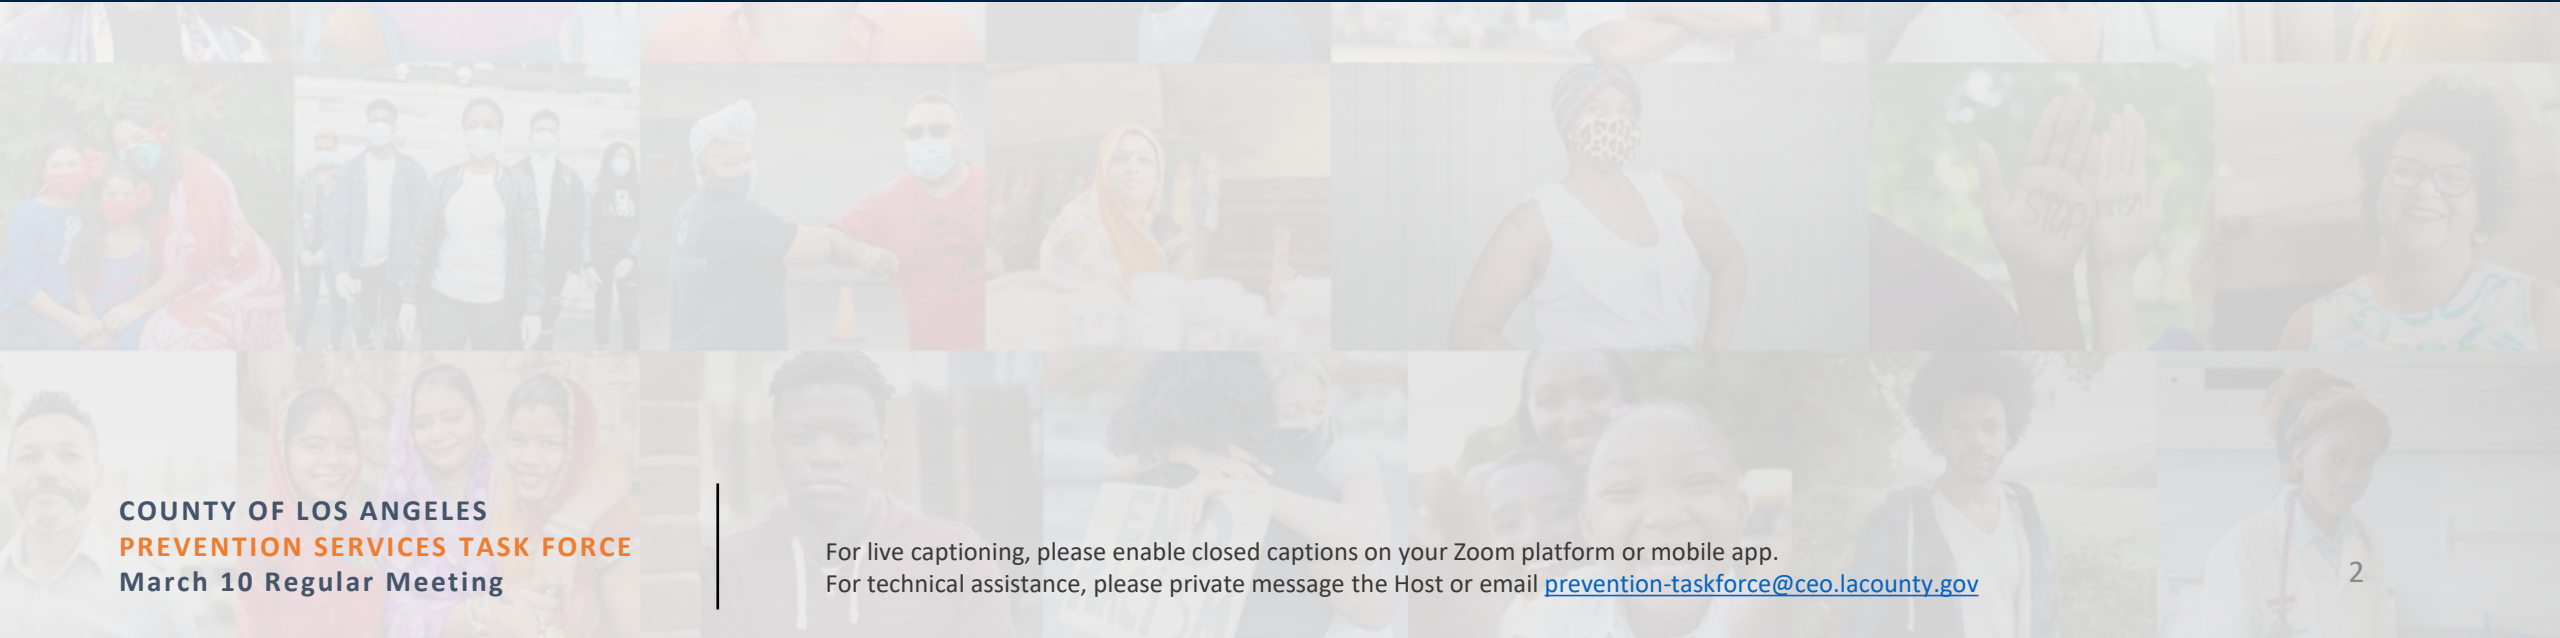 STOP
racism
COUNTY OF LOS ANGELES
PREVENTION SERVICES TASK FORCE
March 10 Regular Meeting
For live captioning, please enable closed captions on your Zoom platform or mobile app.
For technical assistance, please private message the Host or email prevention-taskforce@ceo.lacounty.gov
2